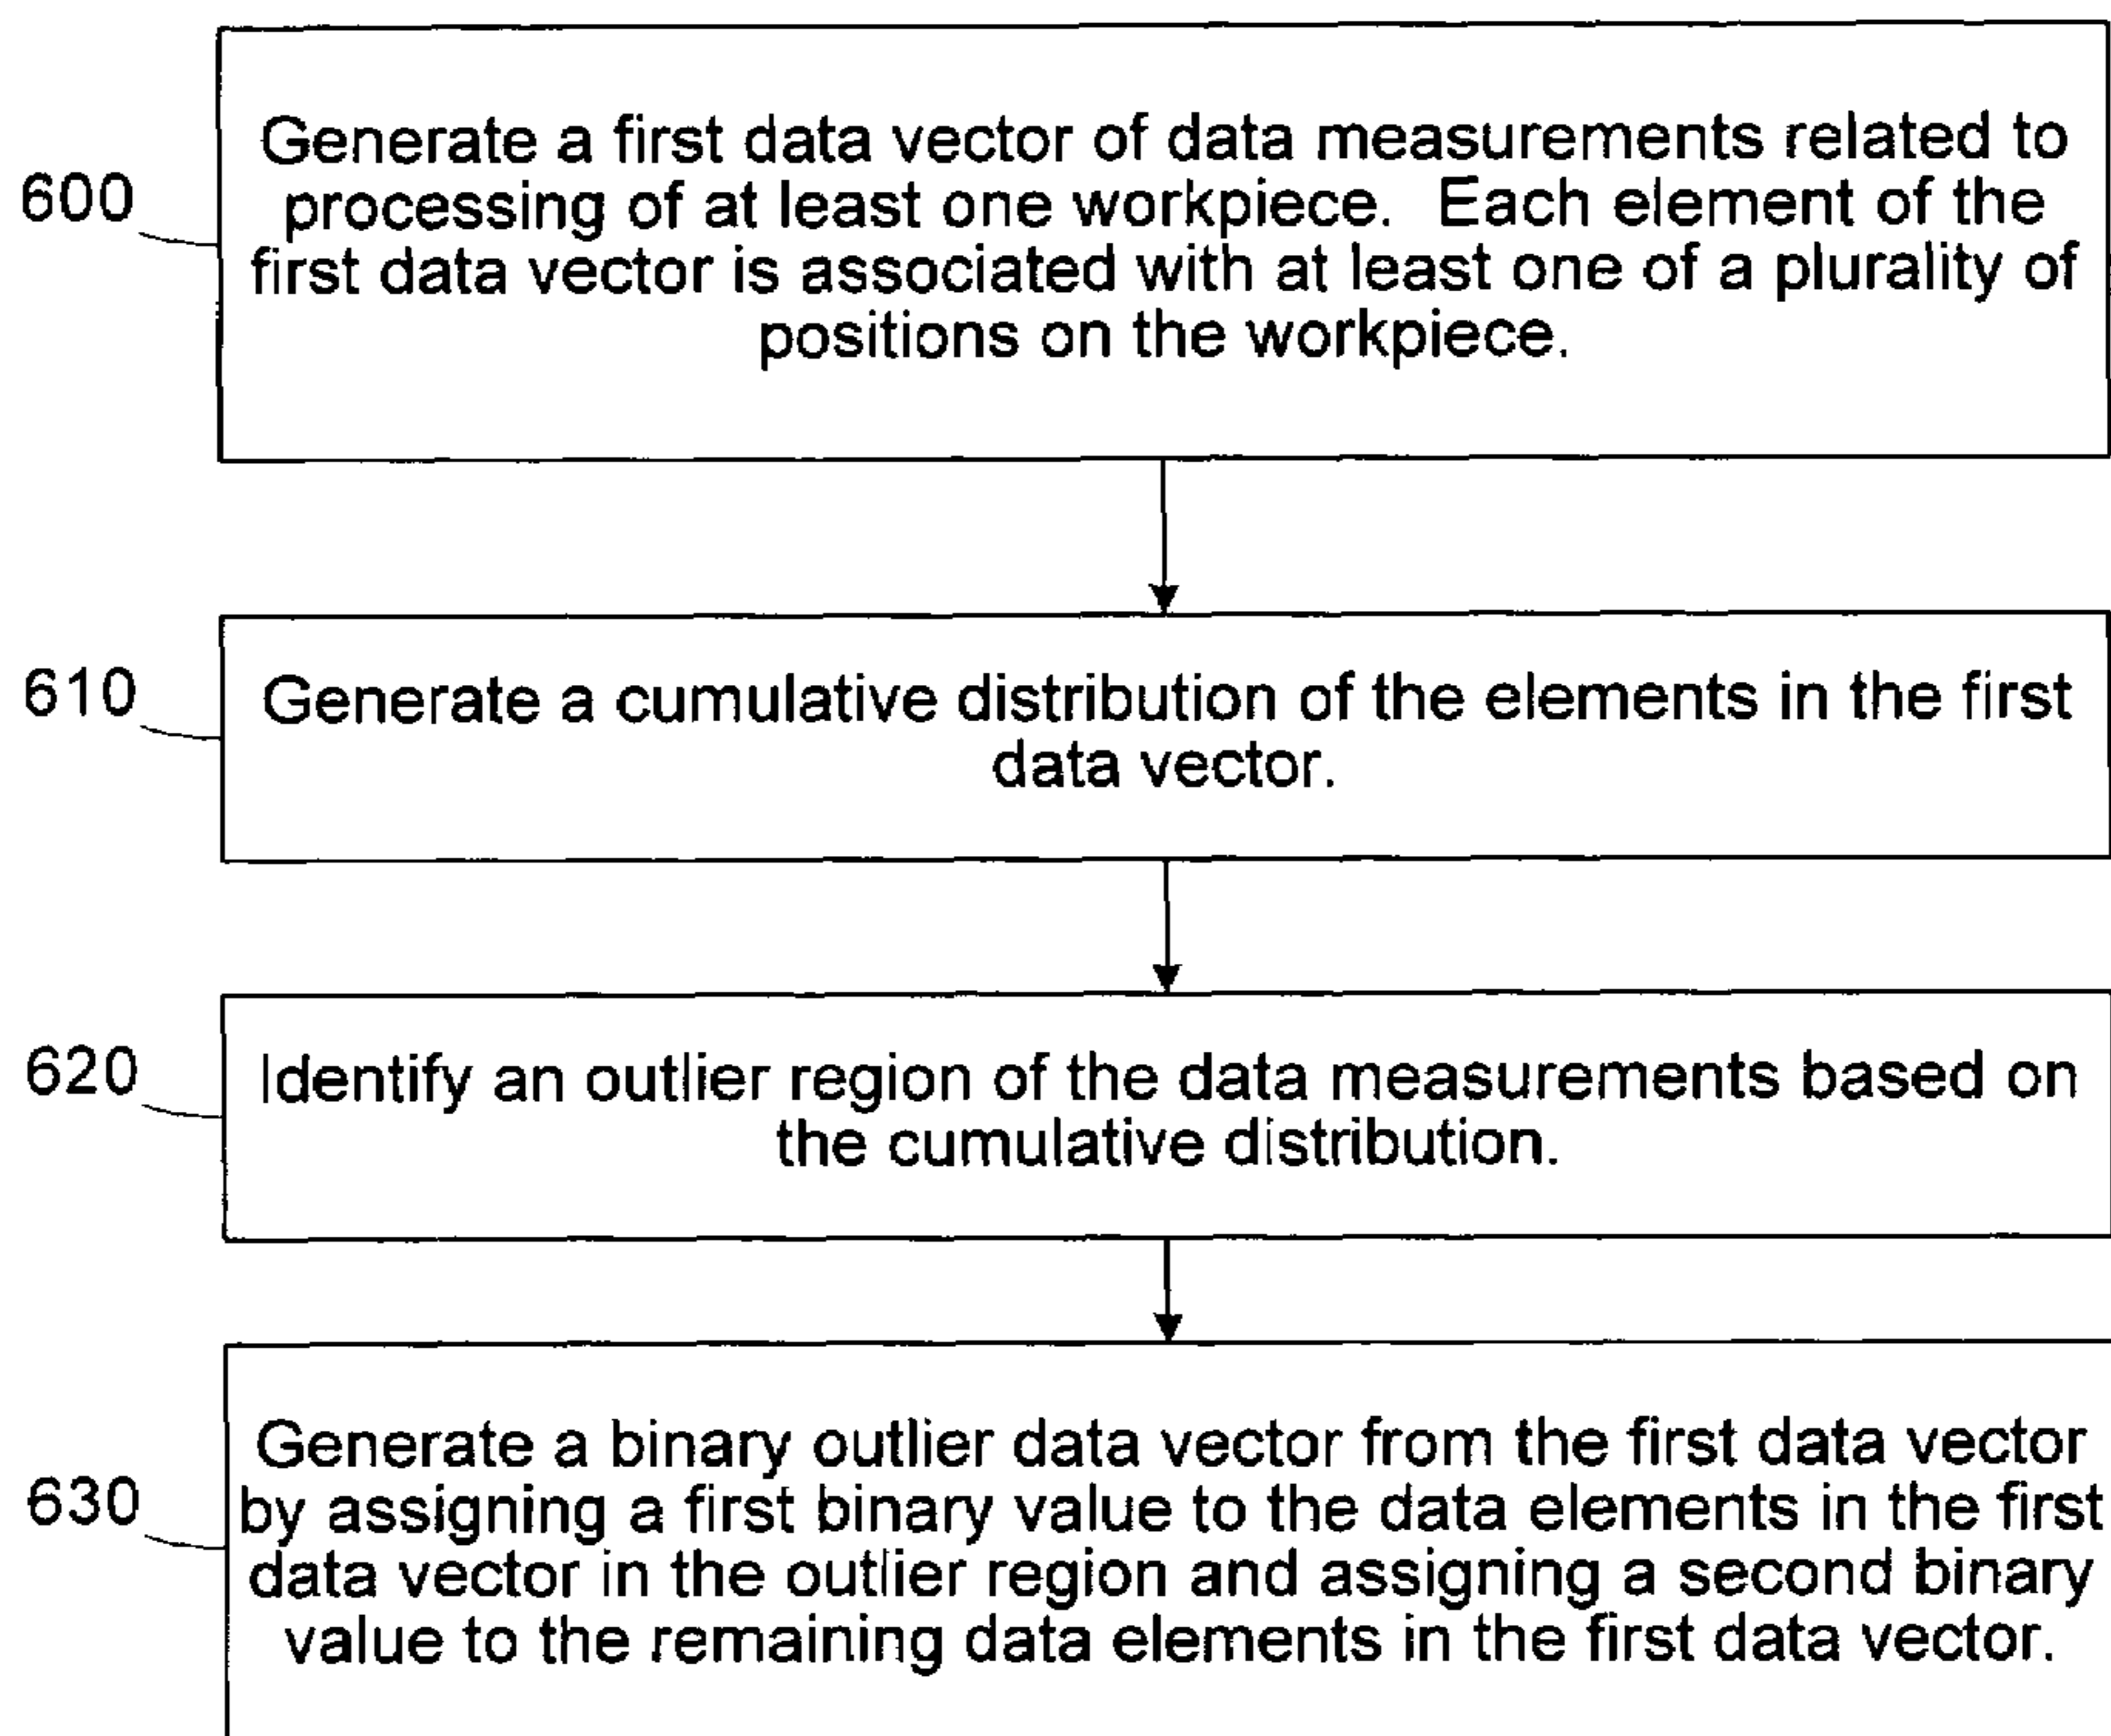 600
Generate a first data vector of data measurements related to
processing of at least one workpiece. Each element of the
first data vector is associated with at least one of a plurality of
positions on the workpiece.
610
Generate a cumulative distribution of the elements in the first
data vector.
620
Identify an outlier region of the data measurements based on
the cumulative distribution.
630
Generate a binary outlier data vector from the first data vector
by assigning a first binary value to the data elements in the first
data vector in the outlier region and assigning a second binary
value to the remaining data elements in the first data vector.